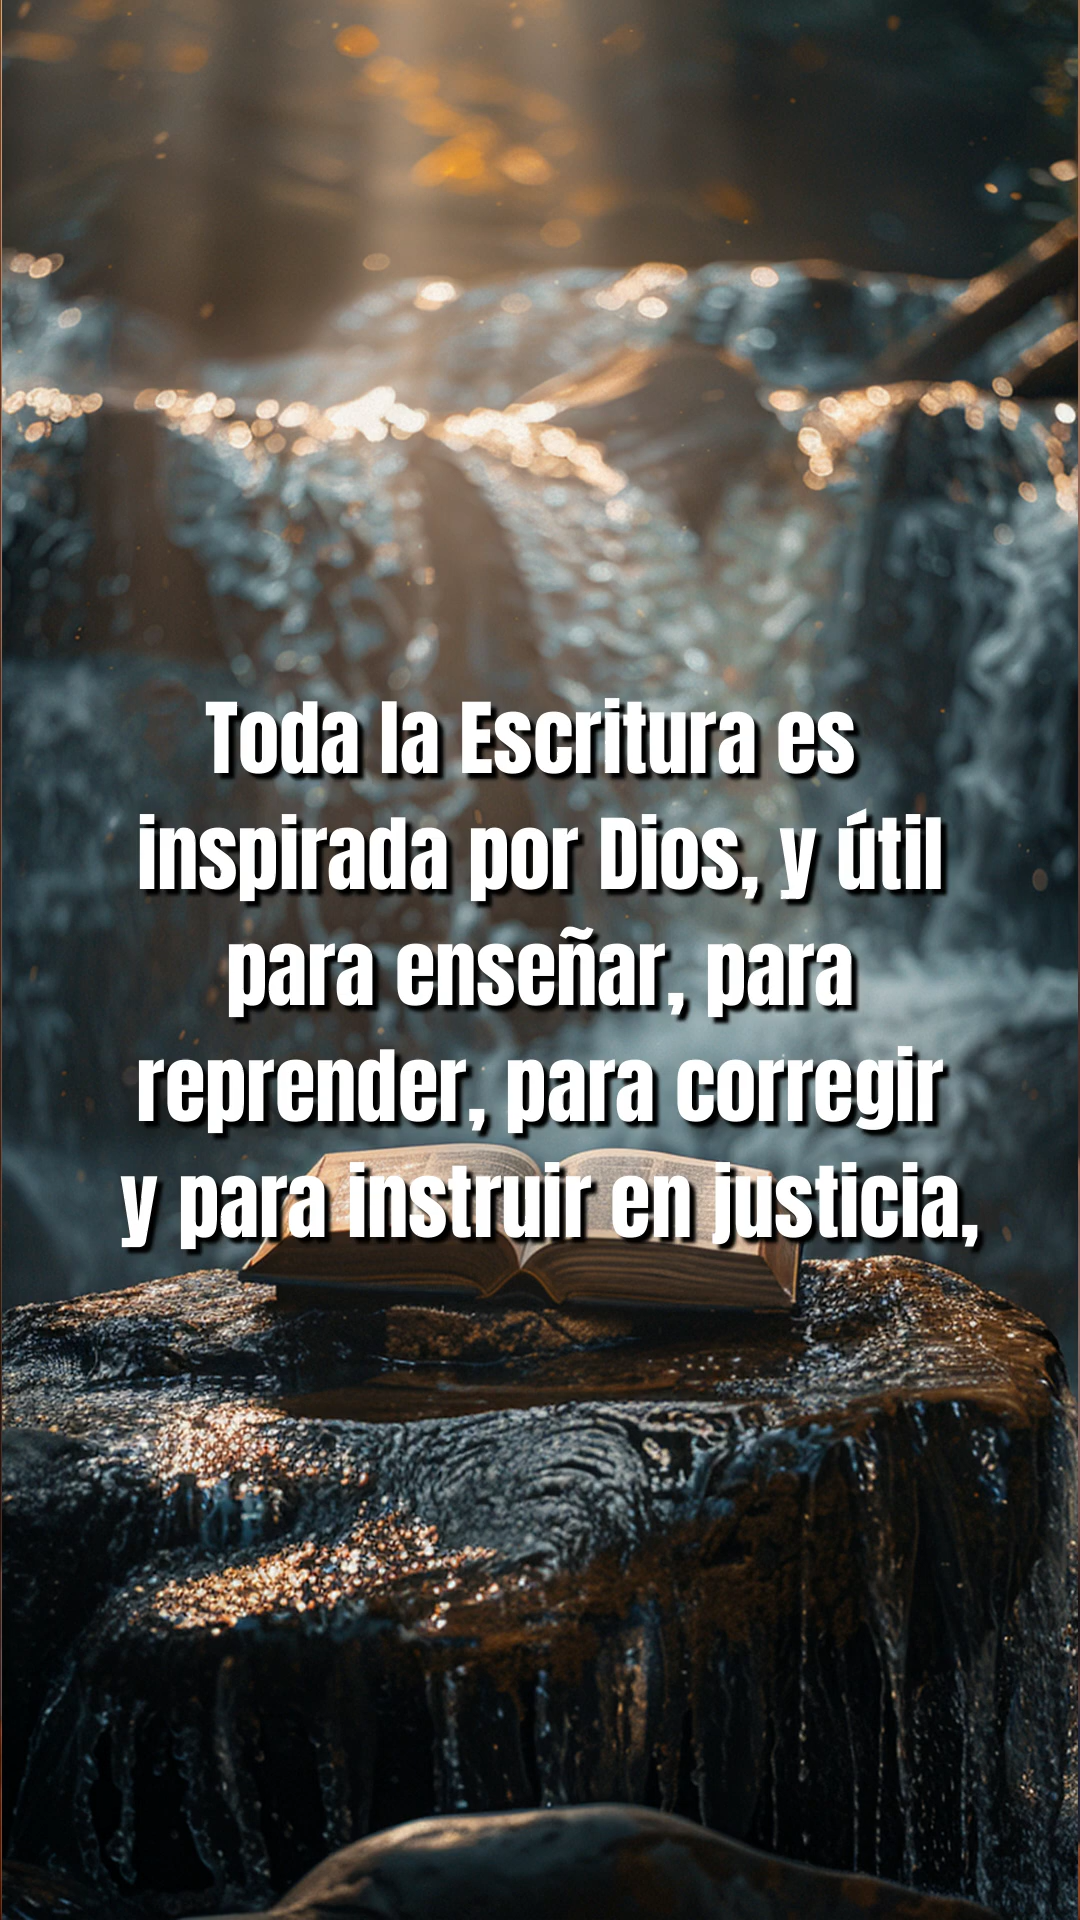 Toda la Escritura es
inspirada por Dios, y útil
para enseñar, para
reprender, para corregir
y para instruir en justicia,